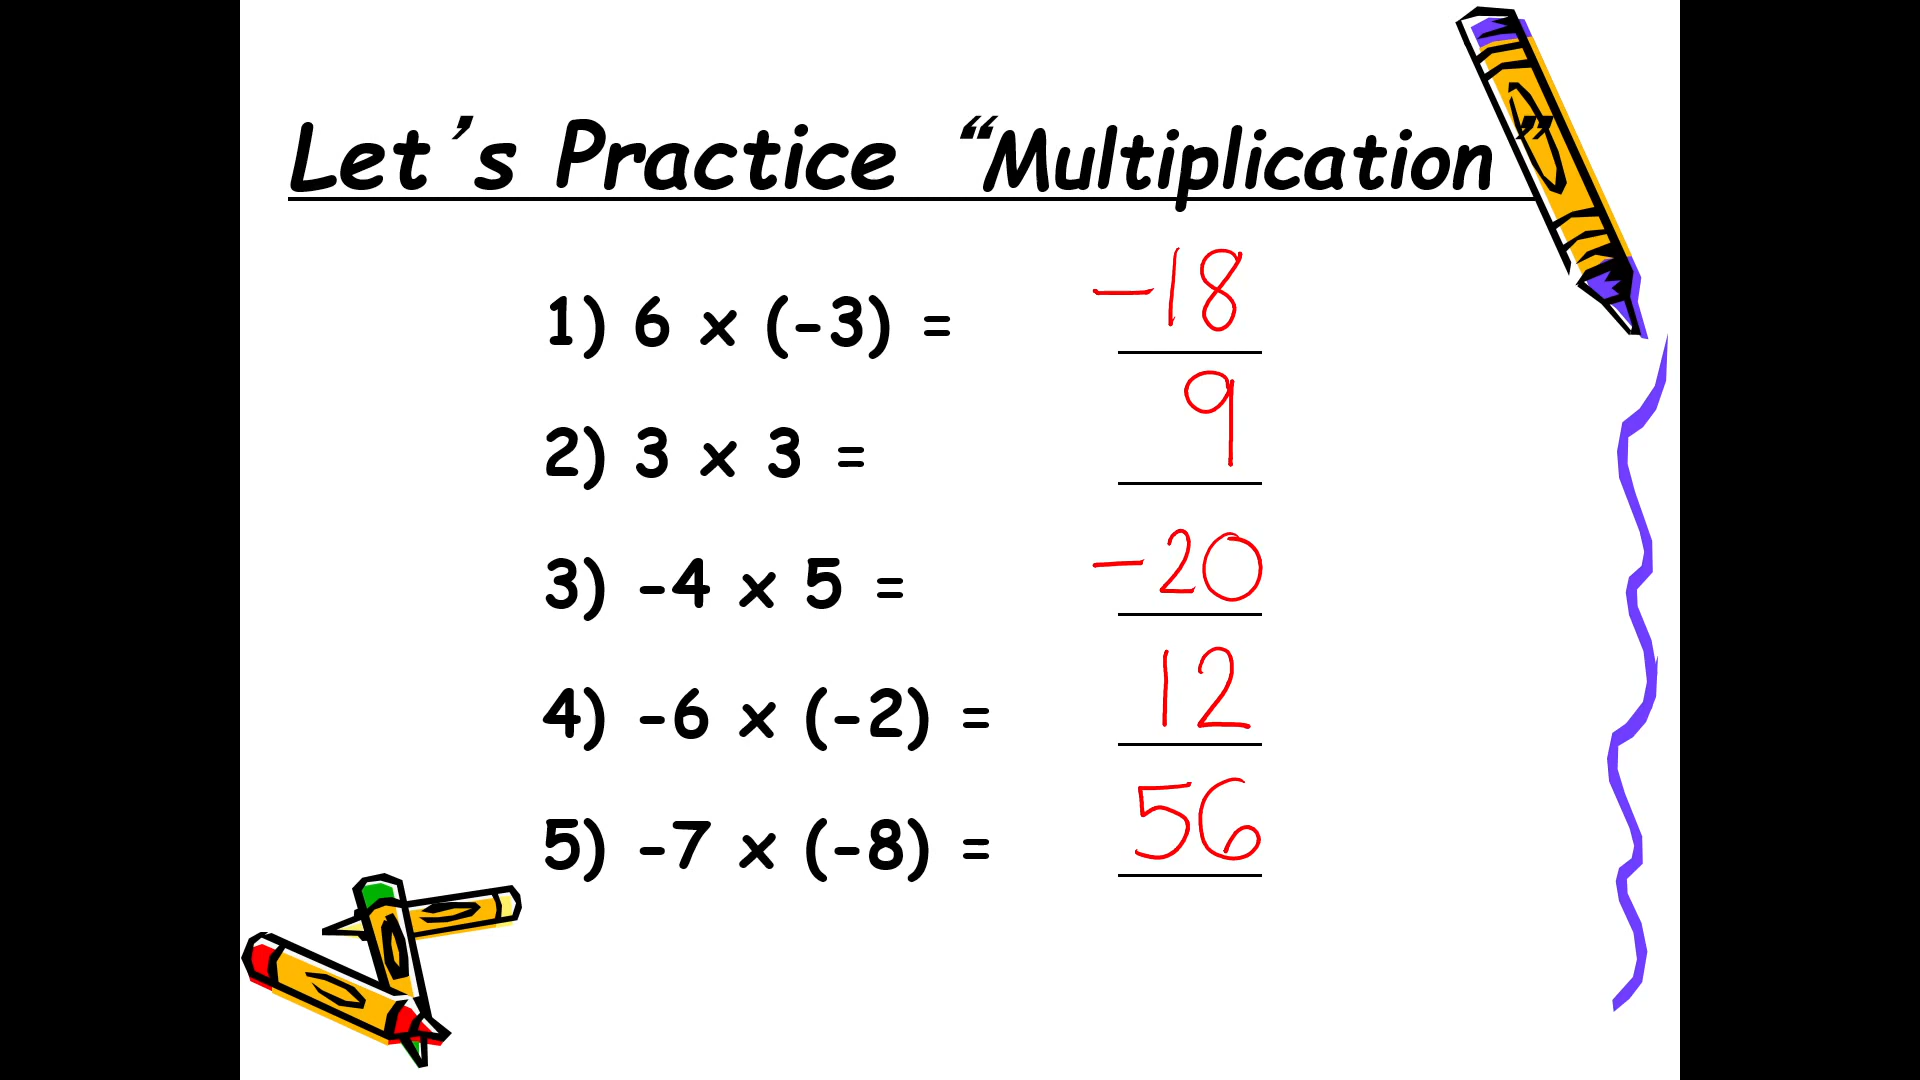 Let’s Practice “Multiplication”
1) 6 x (-3) = -18
2) 3 x 3 = 9
3) -4 x 5 = -20
4) -6 x (-2) = 12
5) -7 x (-8) = 56